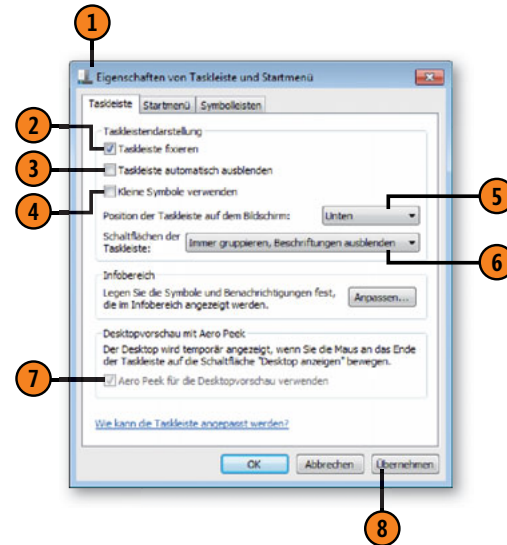 1
Eigenschaften von Taskleiste und Startmenü
Taskleiste Startmenü Symbolleisten
Taskleistendarstellung
2
Taskleiste fixieren
3
Taskleiste automatisch ausblenden
4
Kleine Symbole verwenden
5
Position der Taskleiste auf dem Bildschirm: Unten
Schaltflächen der
Taskleiste: Immer gruppieren, Beschriftungen ausblenden
6
Infobereich
Legen Sie die Symbole und Benachrichtigungen fest,
die im Infobereich angezeigt werden.
Anpassen...
Desktopvorschau mit Aero Peek
Der Desktop wird temporär angezeigt, wenn Sie die Maus an das Ende
der Taskleiste auf die Schaltfläche "Desktop anzeigen" bewegen.
7
Aero Peek für die Desktopvorschau verwenden
Wie kann die Taskleiste angepasst werden?
OK Abbrechen Übernehmen
8